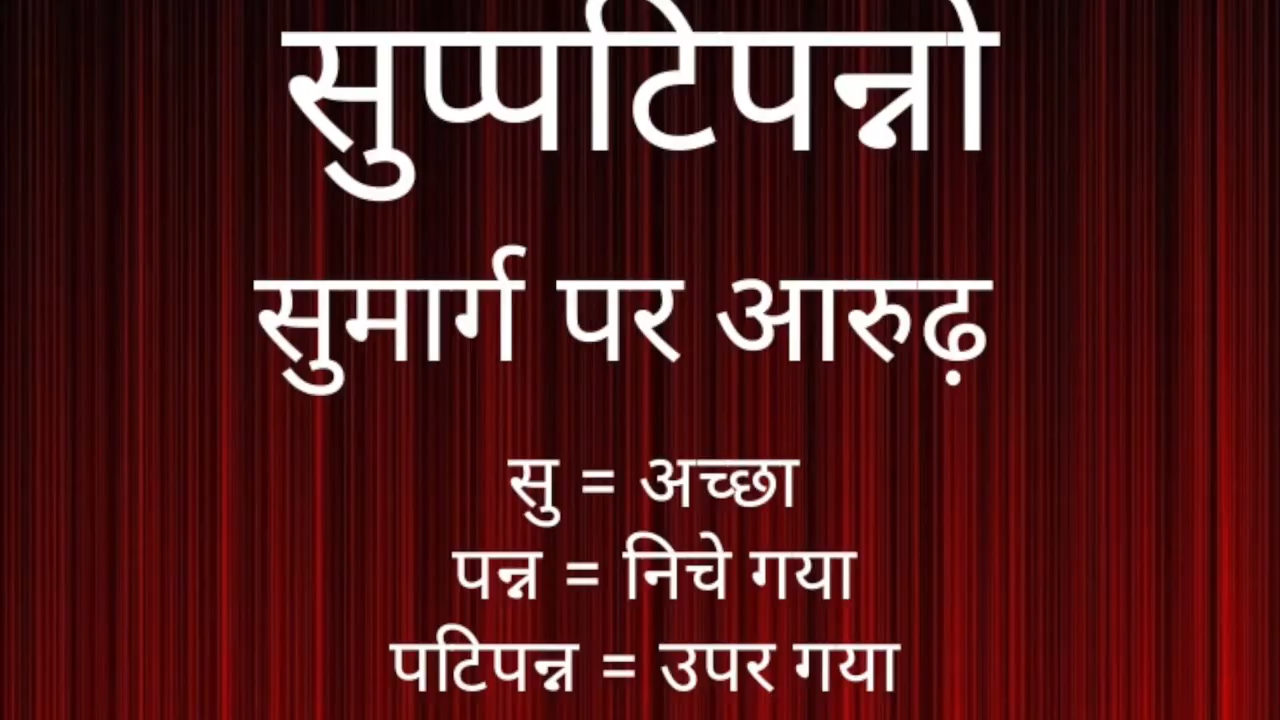 सुप्पटिपन्नो
सुमार्ग पर आरुढ़
सु = अच्छा
पन्न = निचे गया
पटिपन्न = उपर गया